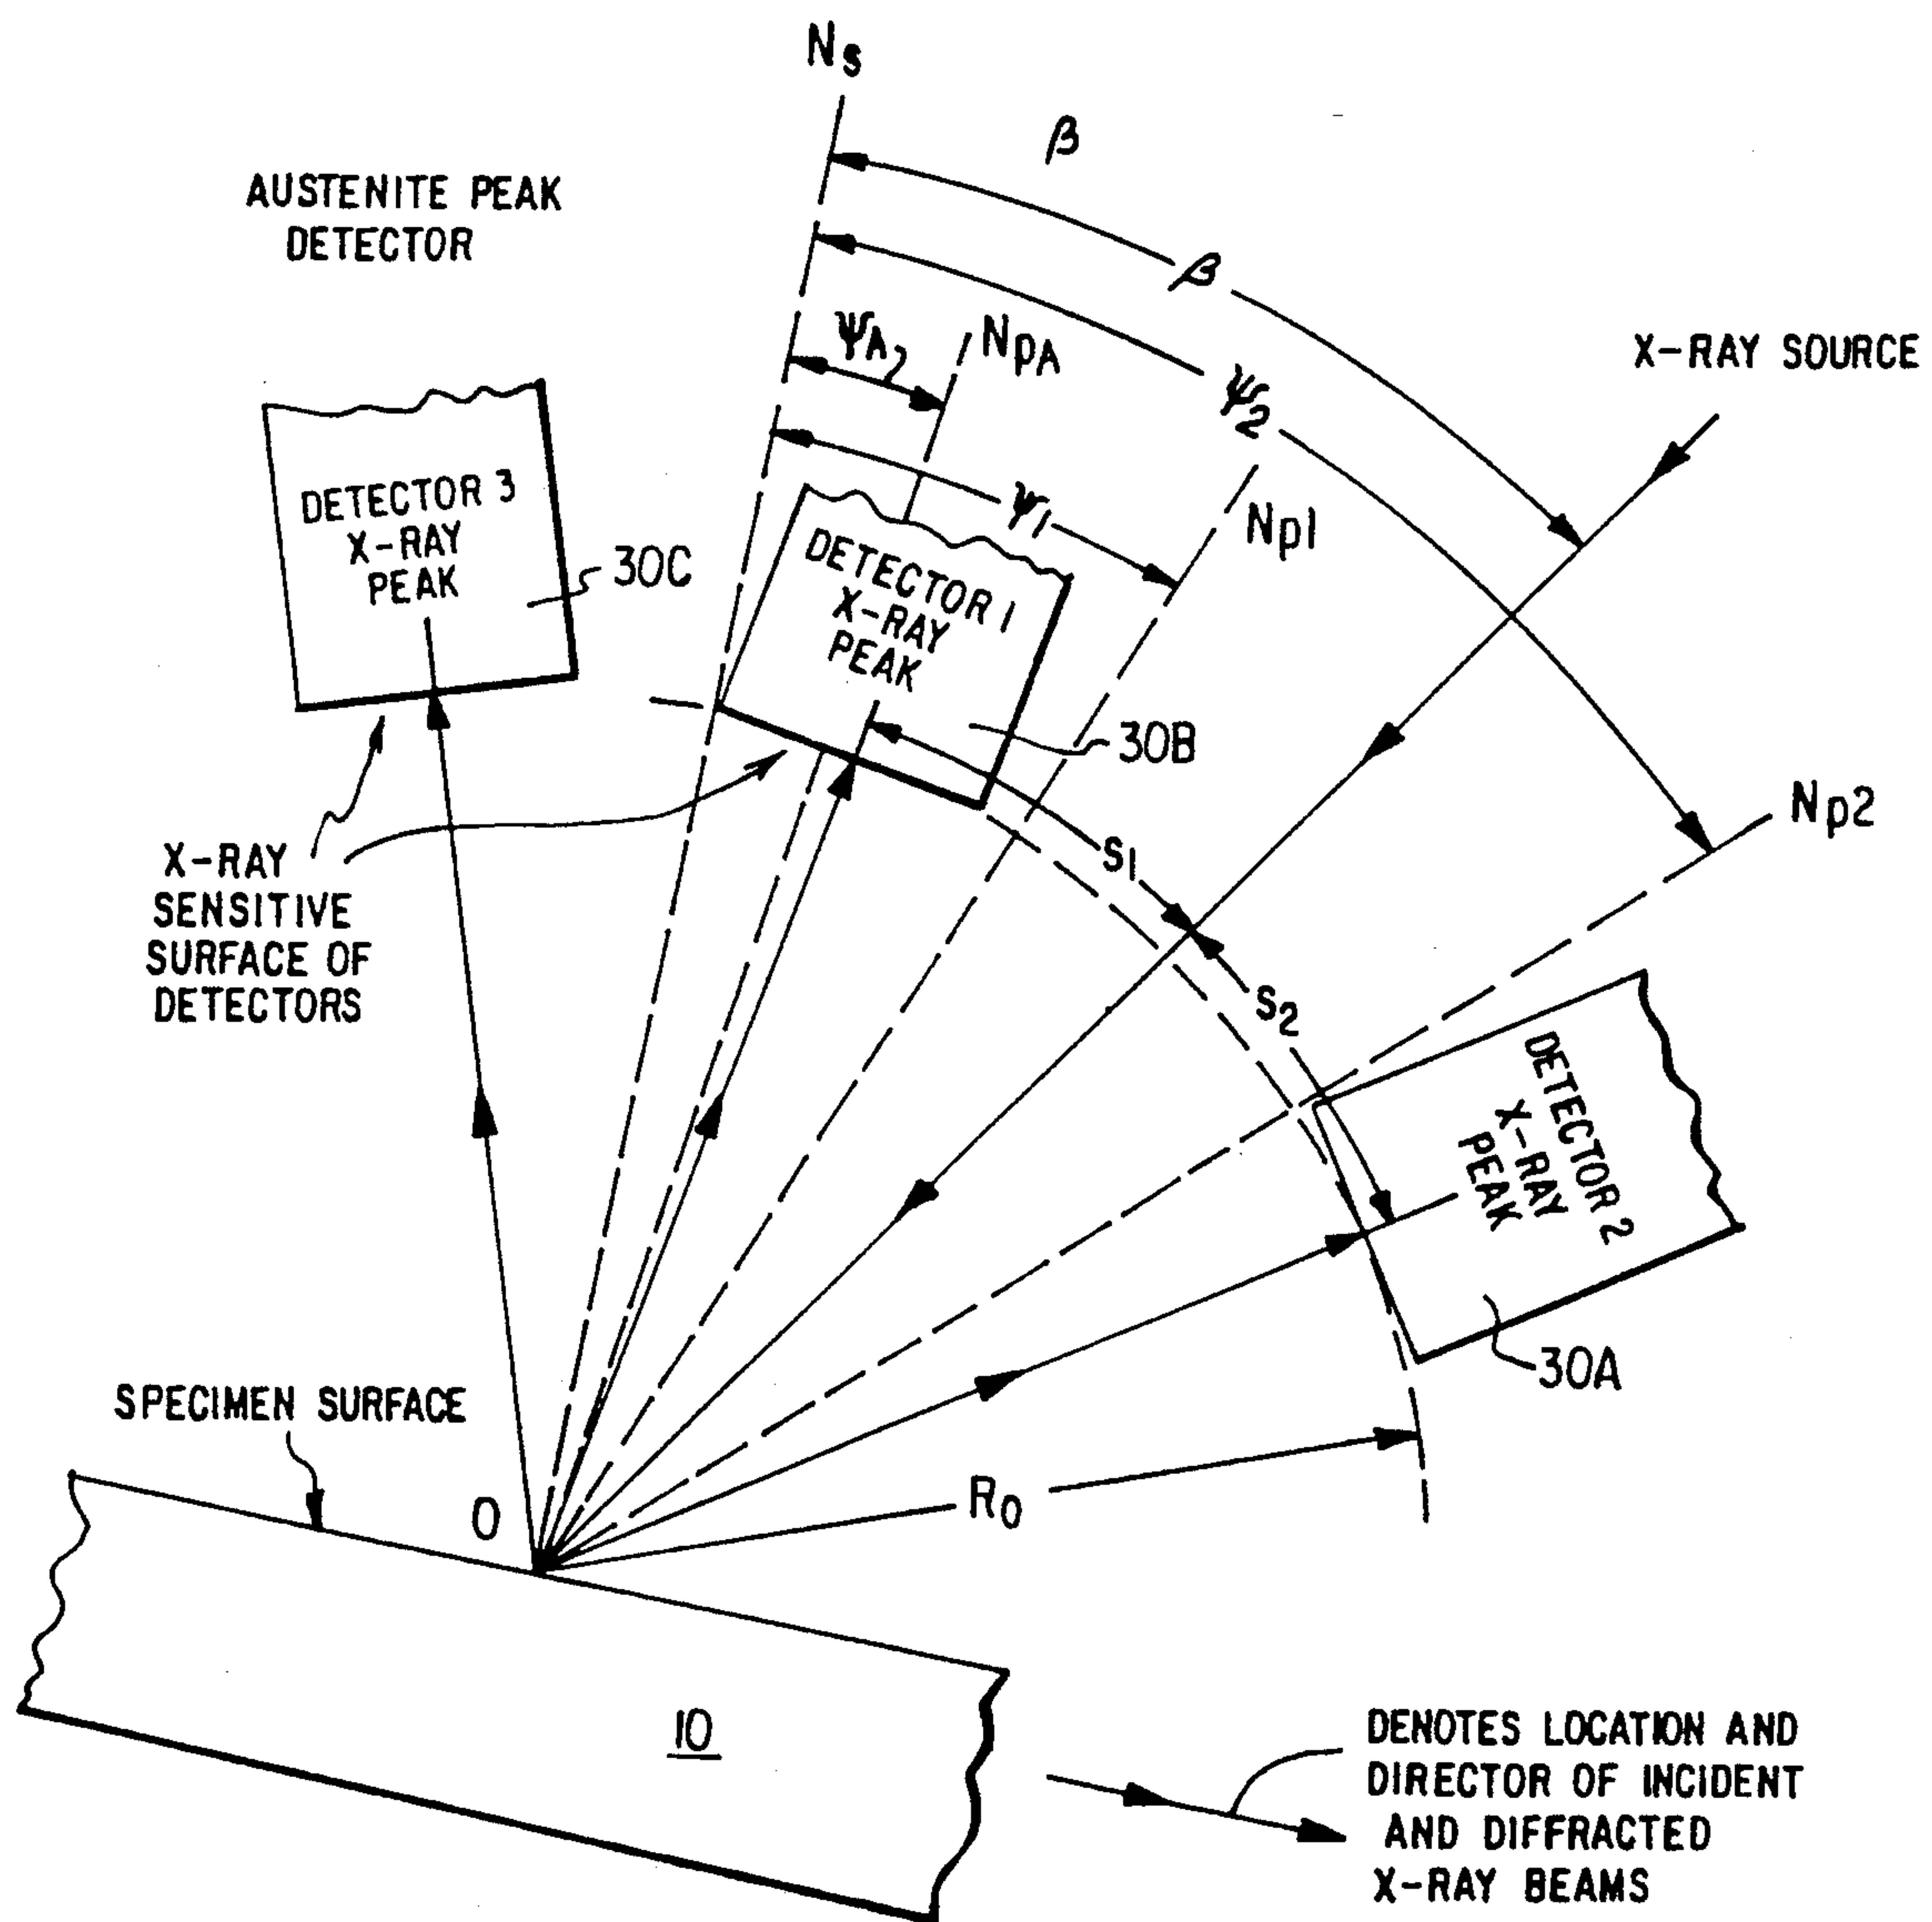 Ns
β
AUSTENITE PEAK
DETECTOR
β
ΨA2
NpA
X-RAY SOURCE
Ψ2
DETECTOR 3
X-RAY
PEAK
30C
Ψ1
Np1
DETECTOR 1
X-RAY
PEAK
30B
Np2
S1
X-RAY
SENSITIVE
SURFACE OF
DETECTORS
S2
DETECTOR 2
X-RAY
PEAK
30A
SPECIMEN SURFACE
O
R0
10
DENOTES LOCATION AND
DIRECTOR OF INCIDENT
AND DIFFRACTED
X-RAY BEAMS